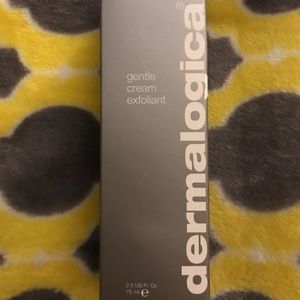 gentle
cream
exfoliant
dermalogica®
2.5 US Fl. Oz.
75 ml e